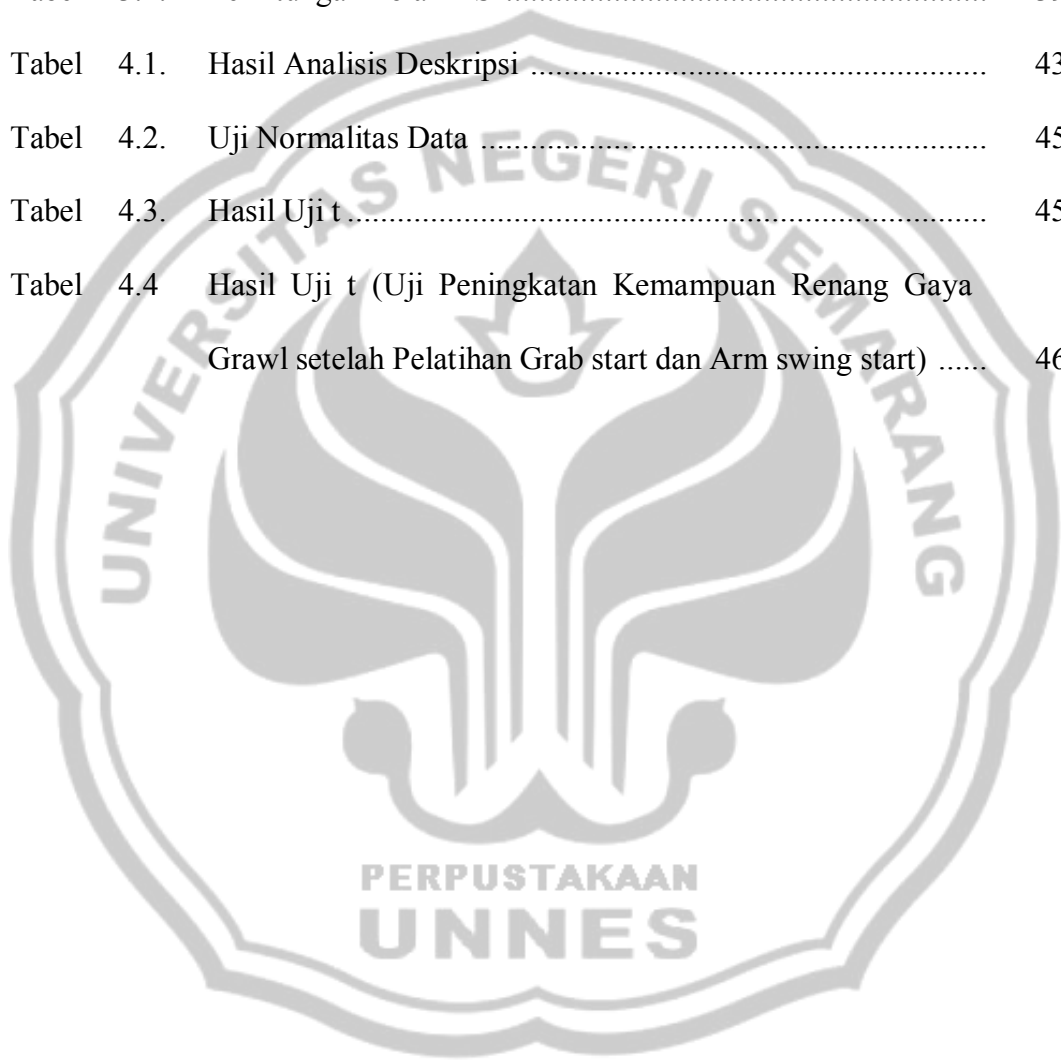 Tabel 4.1. Hasil Analisis Deskripsi ............................................................ 43
Tabel 4.2. Uji Normalitas Data .................................................................. 45
Tabel 4.3. Hasil Uji t .................................................................................... 45
Tabel 4.4 Hasil Uji t (Uji Peningkatan Kemampuan Renang Gaya
Grawl setelah Pelatihan Grab start dan Arm swing start) ...... 46
UNIVERSITAS NEGERI SEMARANG
PERPUSTAKAAN
UNNES